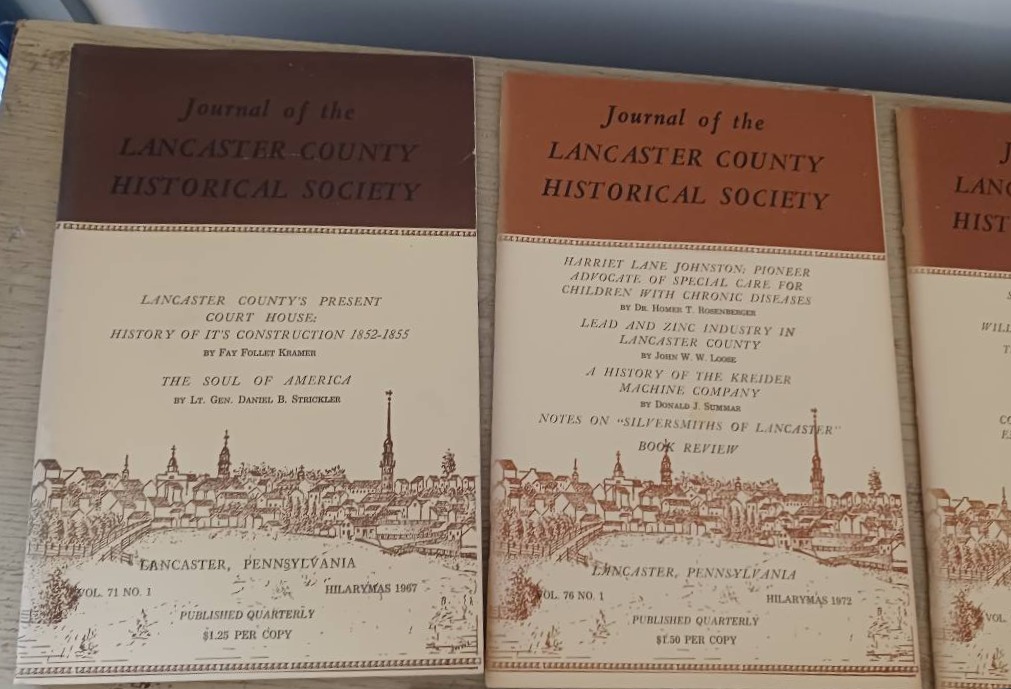 Journal of the
LANCASTER COUNTY
HISTORICAL SOCIETY
LANCASTER COUNTY'S PRESENT
COURT HOUSE:
HISTORY OF IT'S CONSTRUCTION 1852-1855
BY FAY FOLLET KRAMER
THE SOUL OF AMERICA
BY LT. GEN. DANIEL B. STRICKLER
LANCASTER, PENNSYLVANIA
VOL. 71 NO. 1
HILARYMAS 1967
PUBLISHED QUARTERLY
$1.25 PER COPY
Journal of the
LANCASTER COUNTY
HISTORICAL SOCIETY
HARRIET LANE JOHNSTON: PIONEER
ADVOCATE OF SPECIAL CARE FOR
CHILDREN WITH CHRONIC DISEASES
BY DR. HOMER T. ROSENBERGER
LEAD AND ZINC INDUSTRY IN
LANCASTER COUNTY
BY JOHN W. W. LOOSE
A HISTORY OF THE KREIDER
MACHINE COMPANY
BY DONALD J. SUMMAR
NOTES ON "SILVERSMITHS OF LANCASTER"
BOOK REVIEW
LANCASTER, PENNSYLVANIA
VOL. 76 NO. 1
HILARYMAS 1972
PUBLISHED QUARTERLY
$1.50 PER COPY
J
LANC
HIST
WILL
VOL.